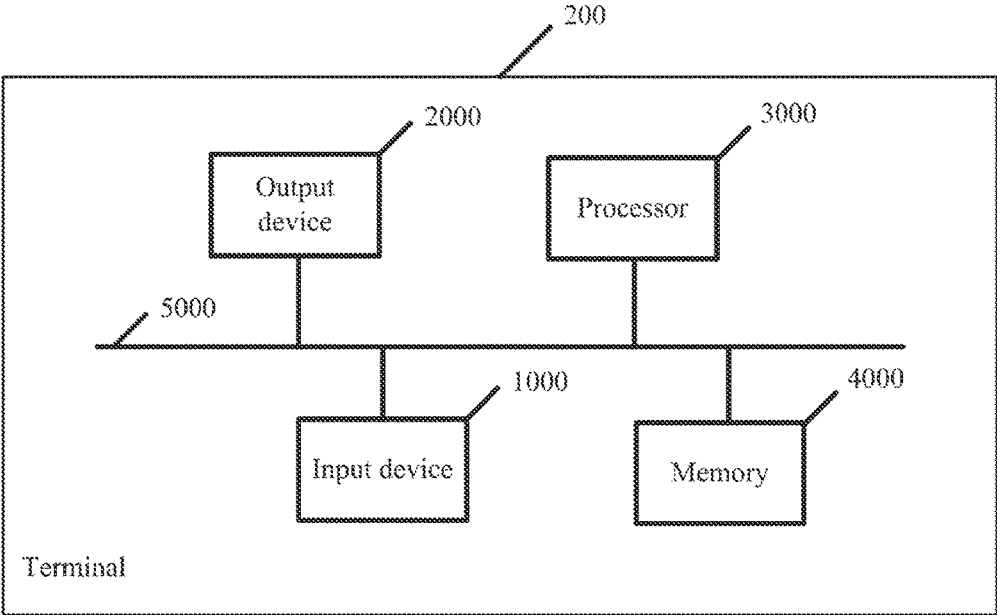 200
2000
3000
Output
device
Processor
5000
1000
4000
Input device
Memory
Terminal